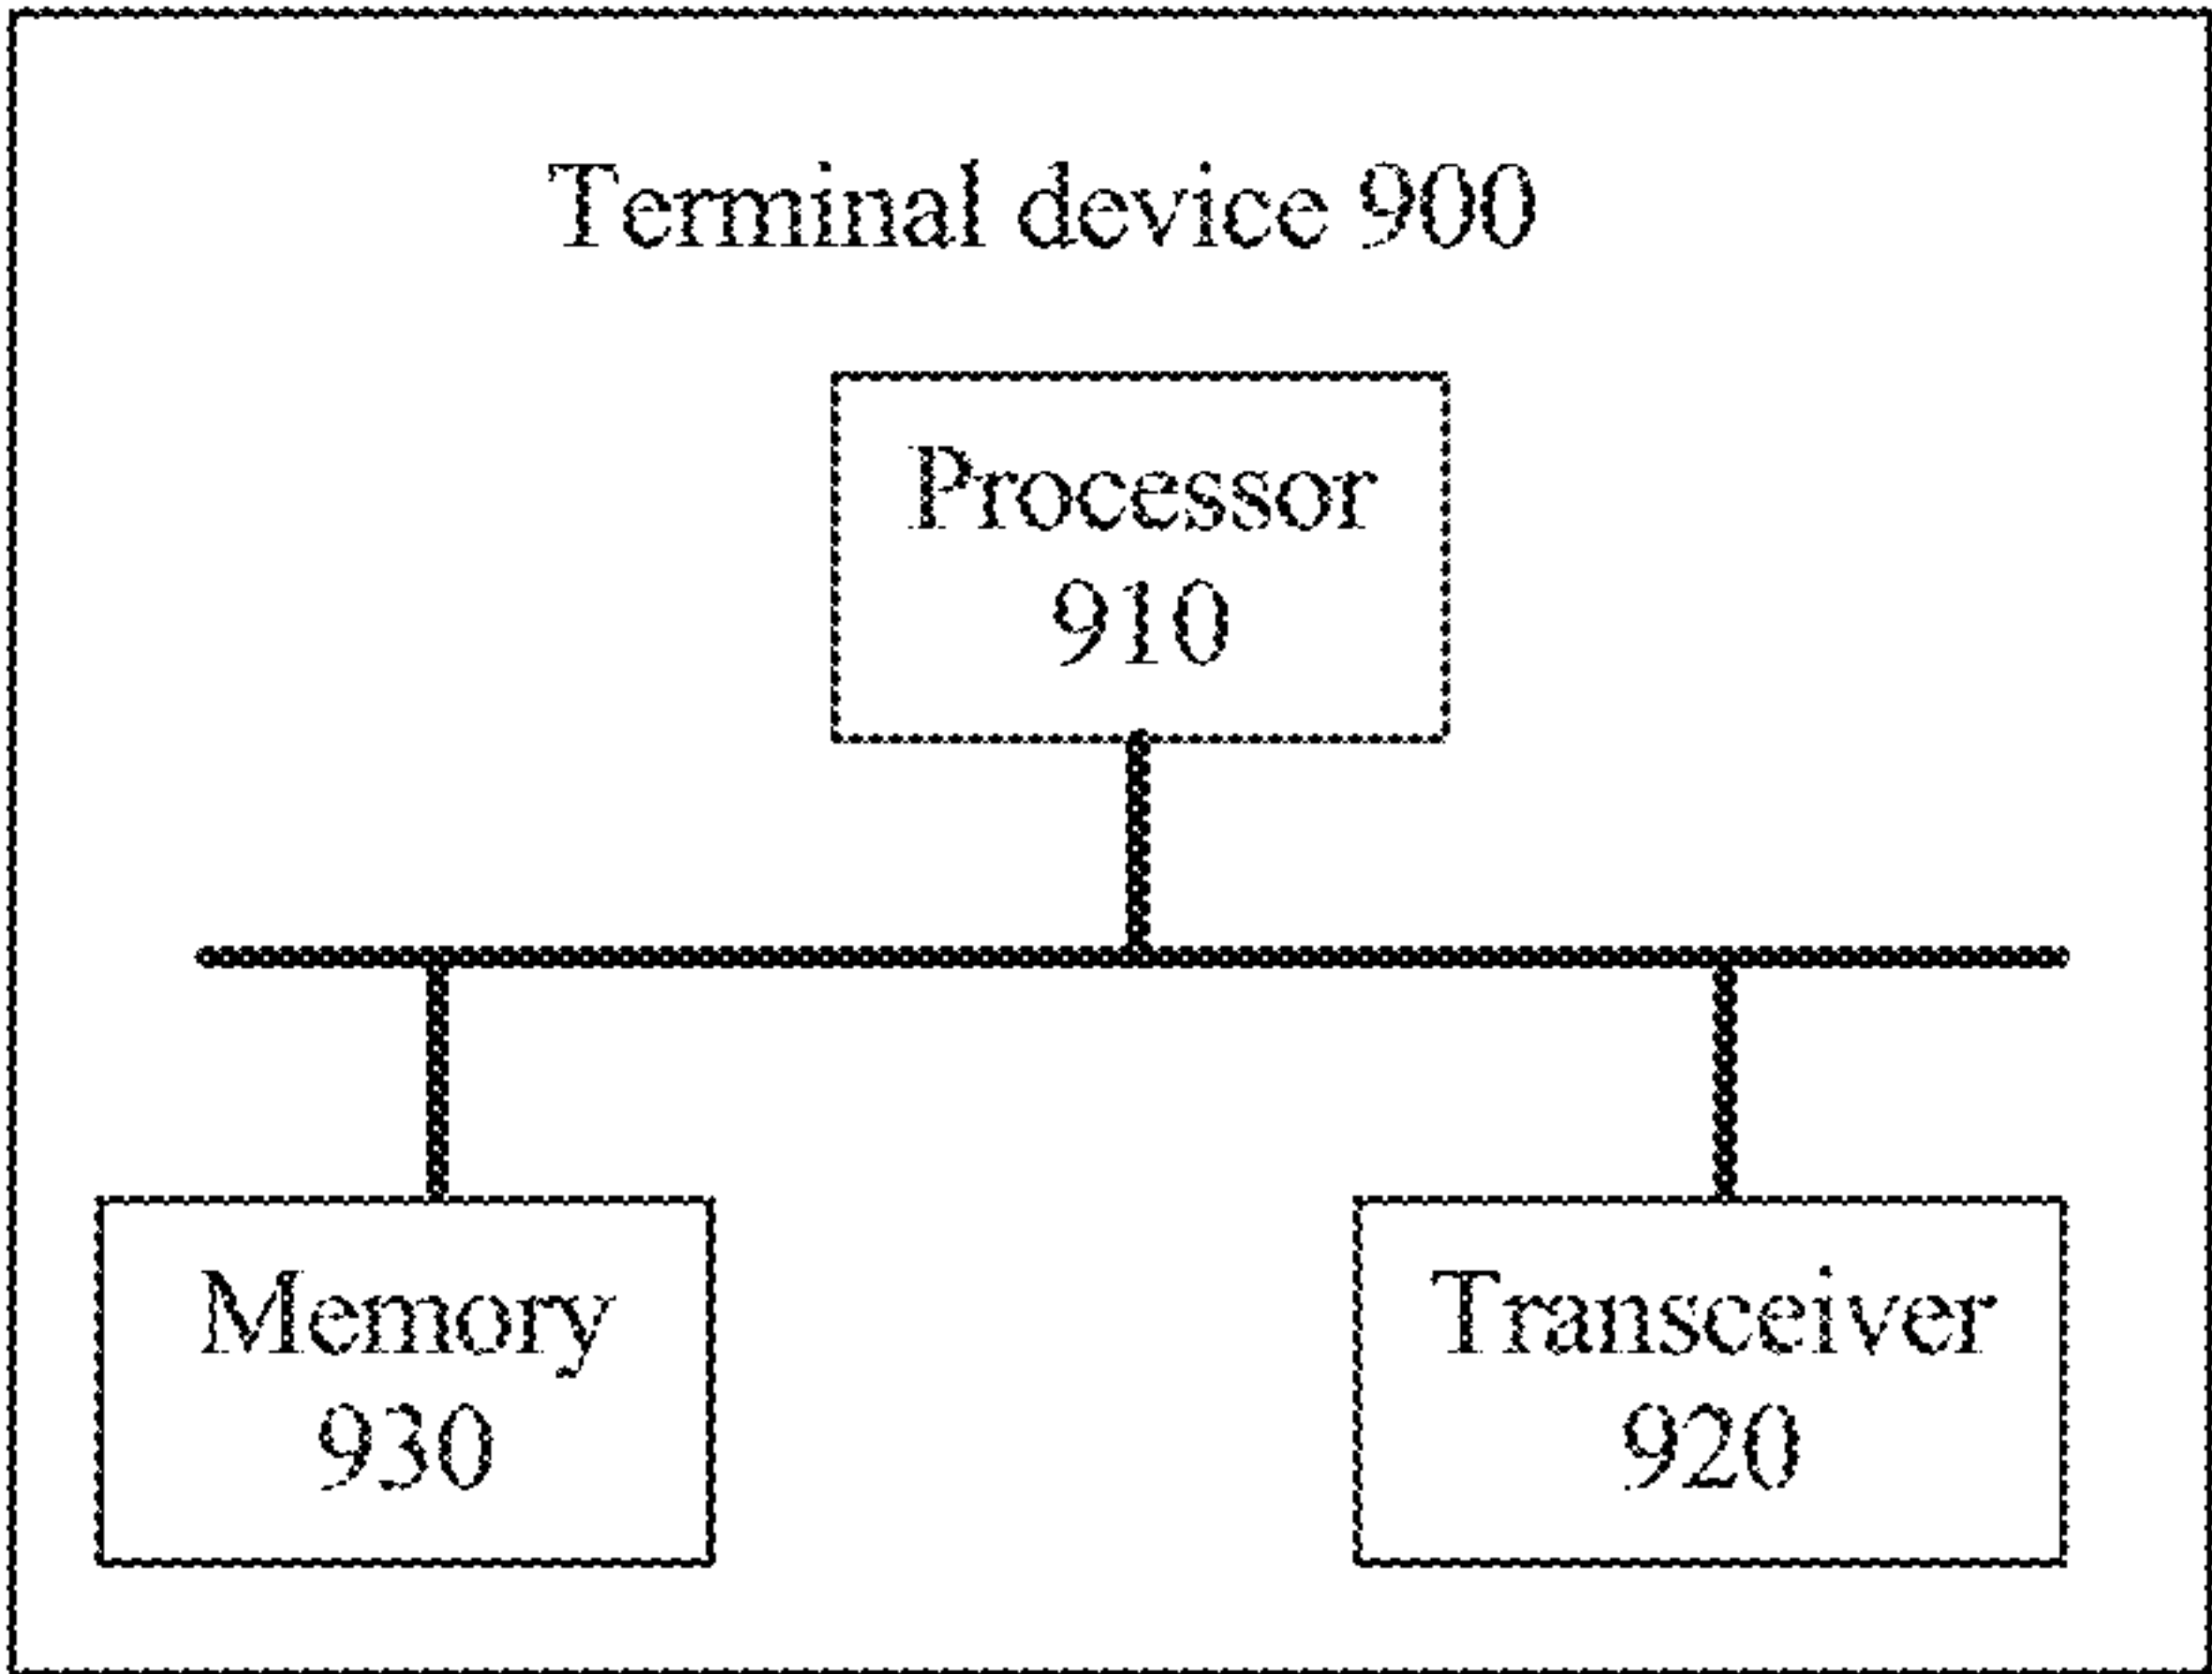 Terminal device 900
Processor
910
Memory
930
Transceiver
920